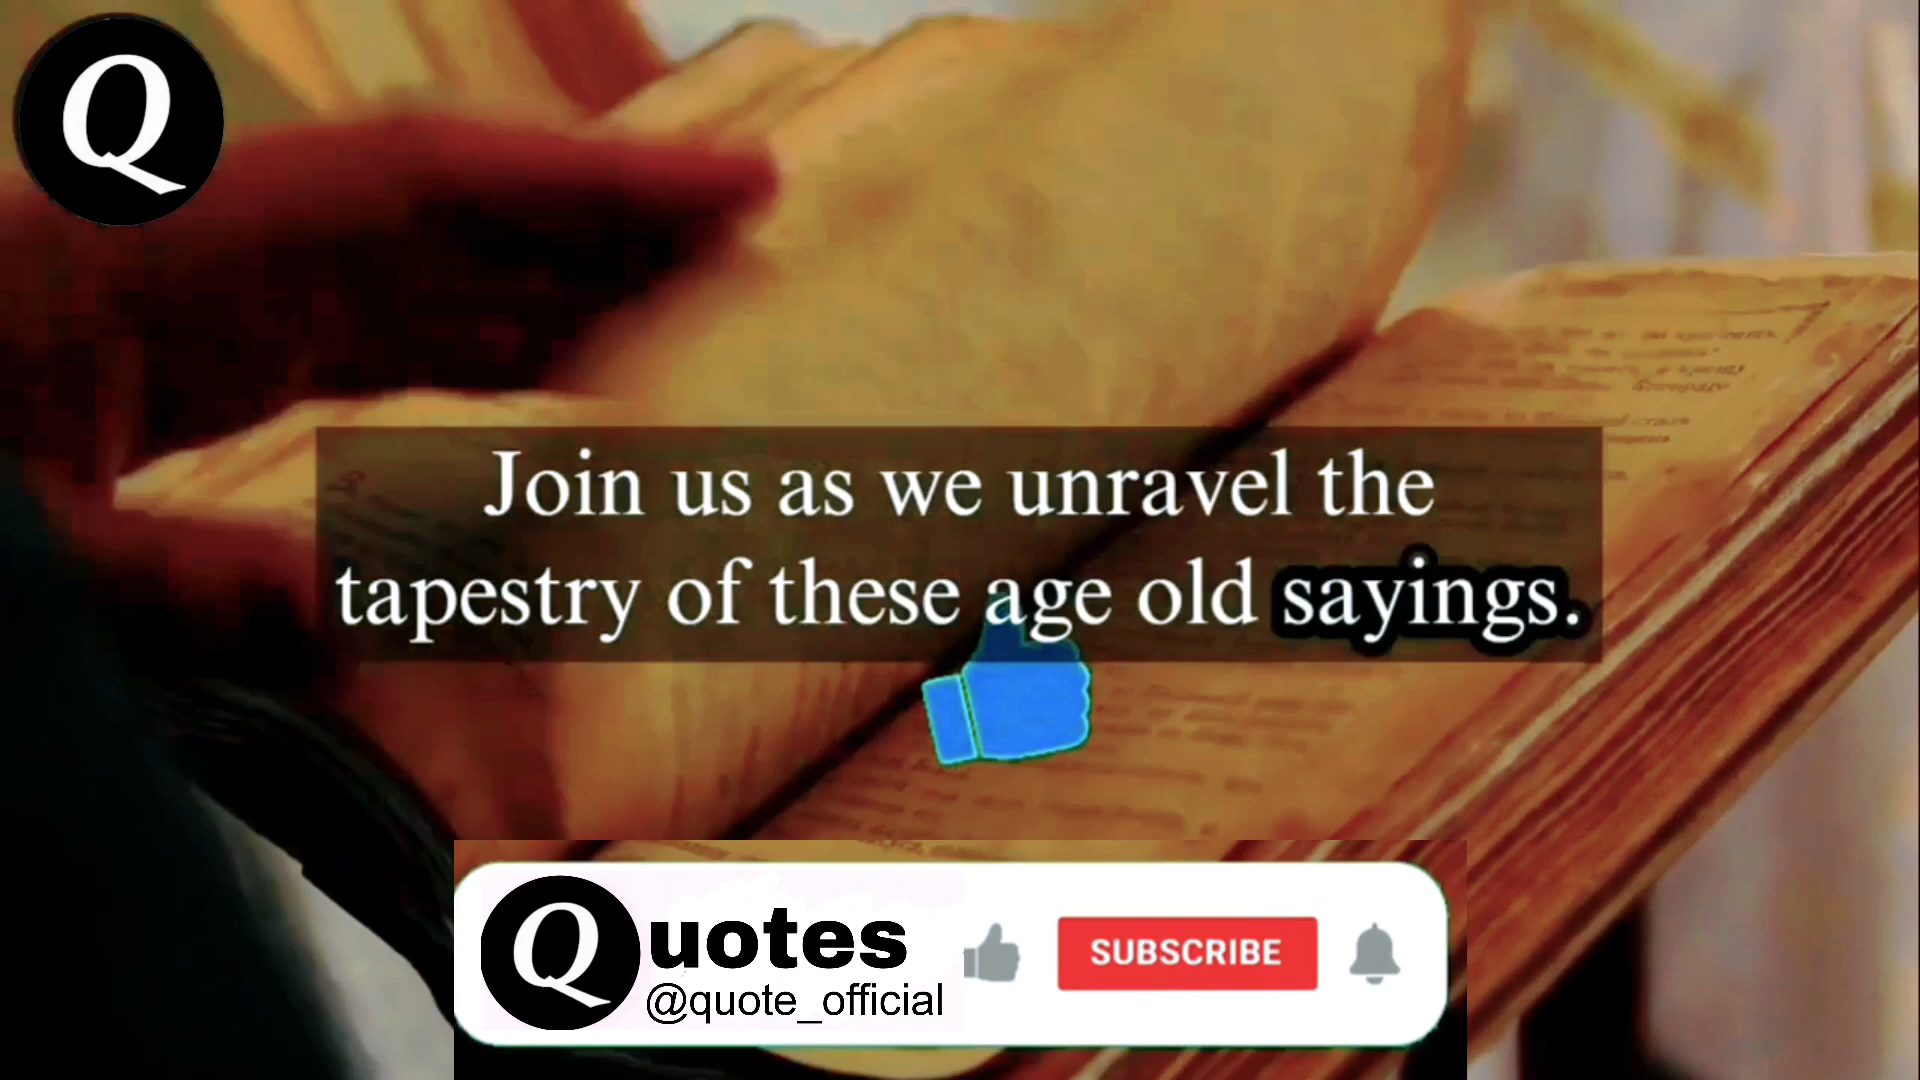 Q
Join us as we unravel the
tapestry of these age old sayings.
Quotes
@quote_official
SUBSCRIBE